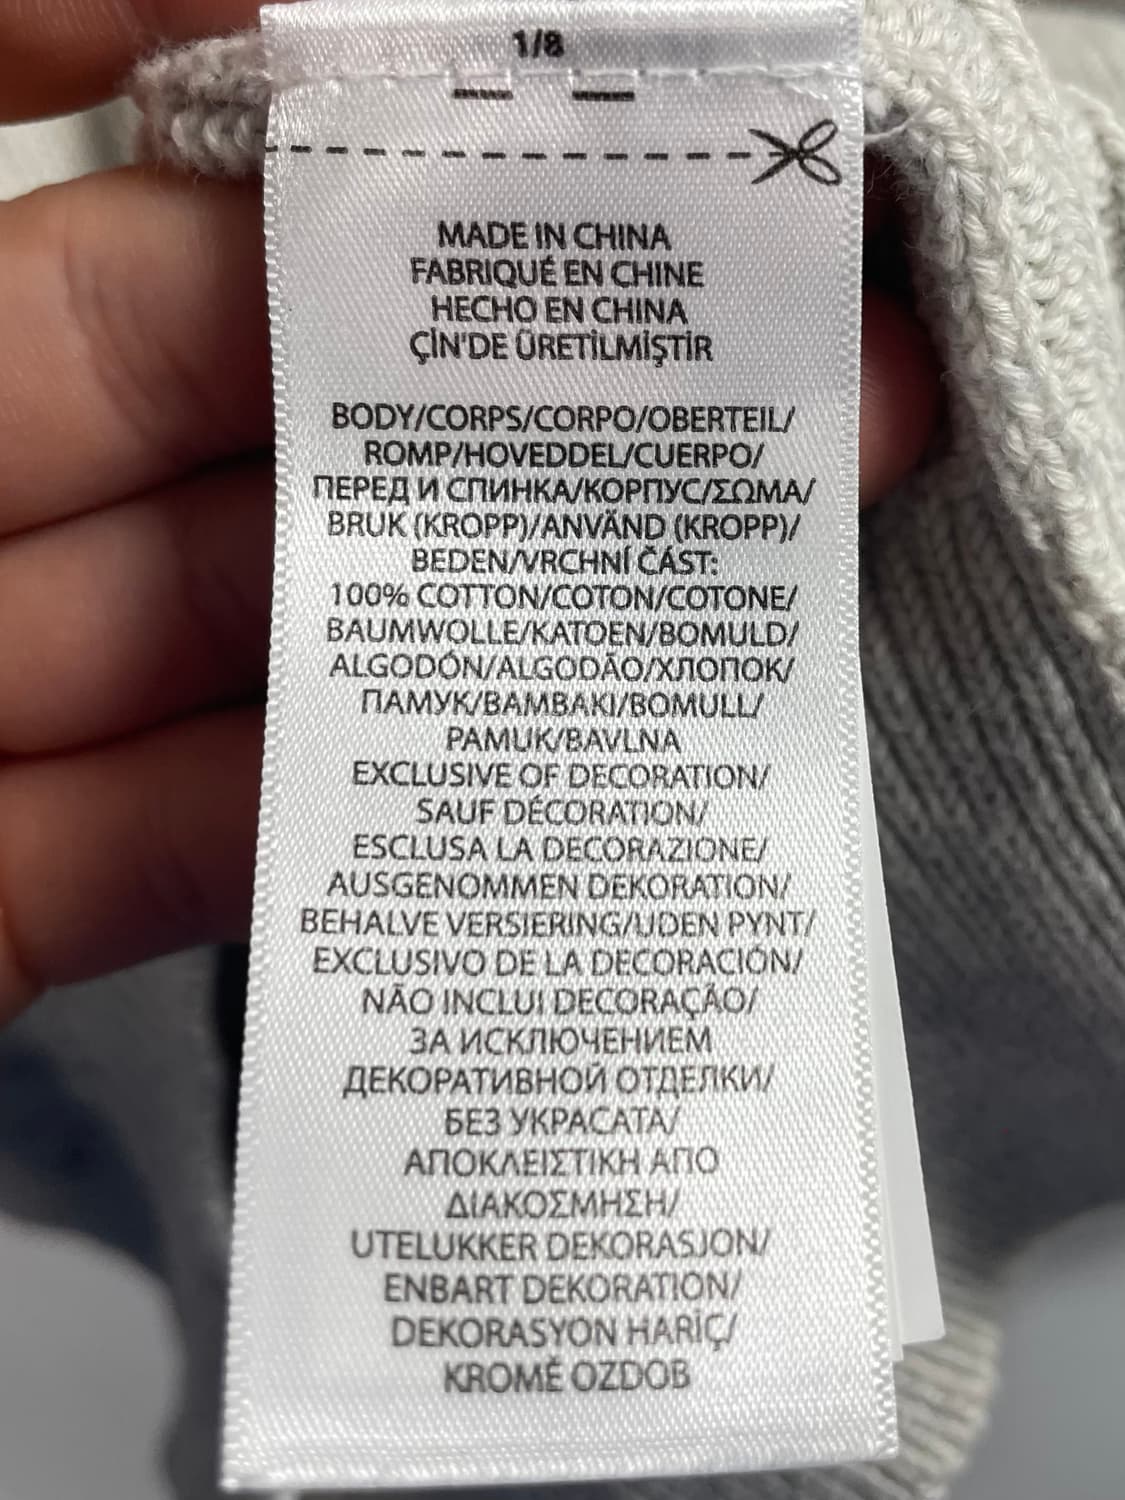 1/8
MADE IN CHINA
FABRIQUÉ EN CHINE
HECHO EN CHINA
ÇİN'DE ÜRETİLMİŞTİR
BODY/CORPS/CORPO/OBERTEIL/
ROMP/HOVEDDEL/CUERPO/
ПЕРЕД И СПИНКА/КОРПУС/ΣΩΜΑ/
BRUK (KROPP)/ANVÄND (KROPP)/
BEDEN/VRCHNÍ ČÁST:
100% COTTON/COTON/COTONE/
BAUMWOLLE/KATOEN/BOMULD/
ALGODÓN/ALGODÃO/ХЛОПОК/
ПАМУК/BAMBAKI/BOMULL/
PAMUK/BAVLNA
EXCLUSIVE OF DECORATION/
SAUF DÉCORATION/
ESCLUSA LA DECORAZIONE/
AUSGENOMMEN DEKORATION/
BEHALVE VERSIERING/UDEN PYNT/
EXCLUSIVO DE LA DECORACIÓN/
NÃO INCLUI DECORAÇÃO/
ЗА ИСКЛЮЧЕНИЕМ
ДЕКОРАТИВНОЙ ОТДЕЛКИ/
БЕЗ УКРАСАТА/
ΑΠΟΚΛΕΙΣΤΙΚΗ ΑΠΟ
ΔΙΑΚΟΣΜΗΣΗ/
UTELUKKER DEKORASJON/
ENBART DEKORATION/
DEKORASYON HARİÇ/
KROMĚ OZDOB